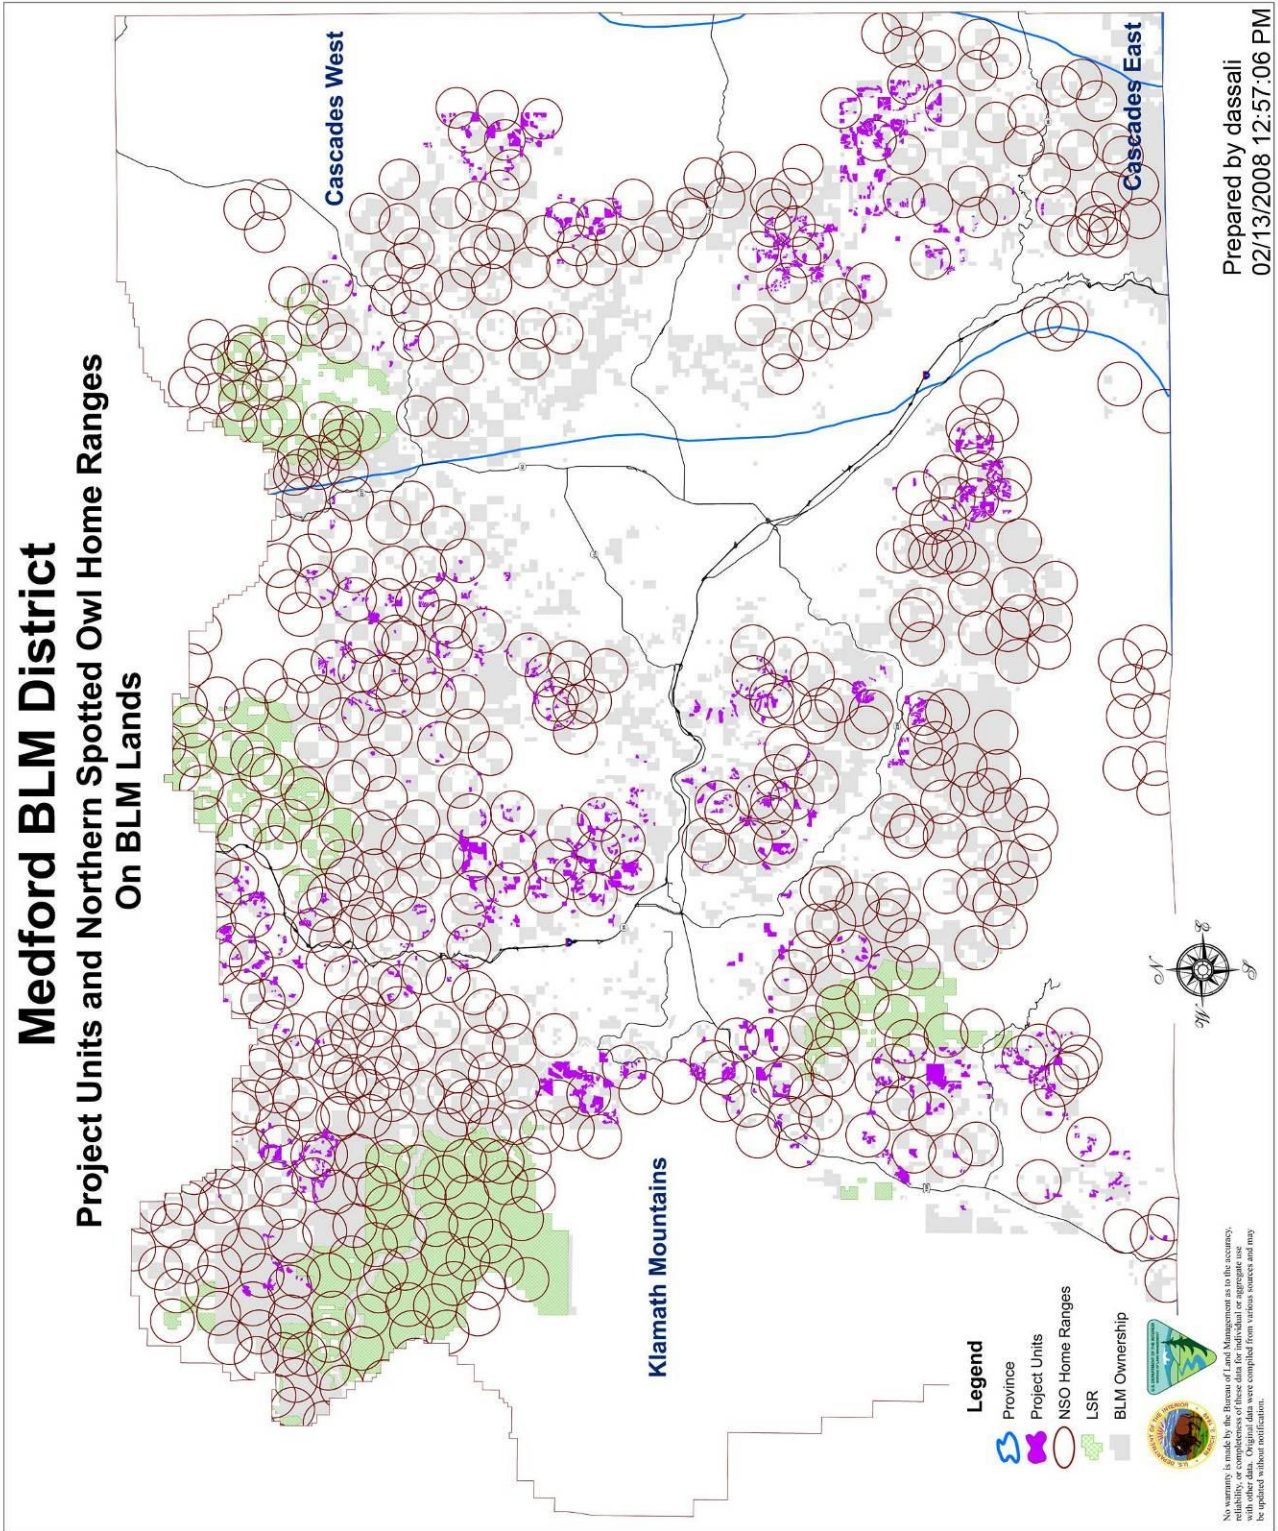 Medford BLM District
Project Units and Northern Spotted Owl Home Ranges
On BLM Lands
Cascades West
Cascades East
Klamath Mountains
Legend
Province
Project Units
NSO Home Ranges
LSR
BLM Ownership
Prepared by dassali
02/13/2008 12:57:06 PM
No warranty is made by the Bureau of Land Management as to the accuracy,
reliability, or completeness of these data for individual or aggregate use
with other data. Original data were compiled from various sources and may
be updated without notification.